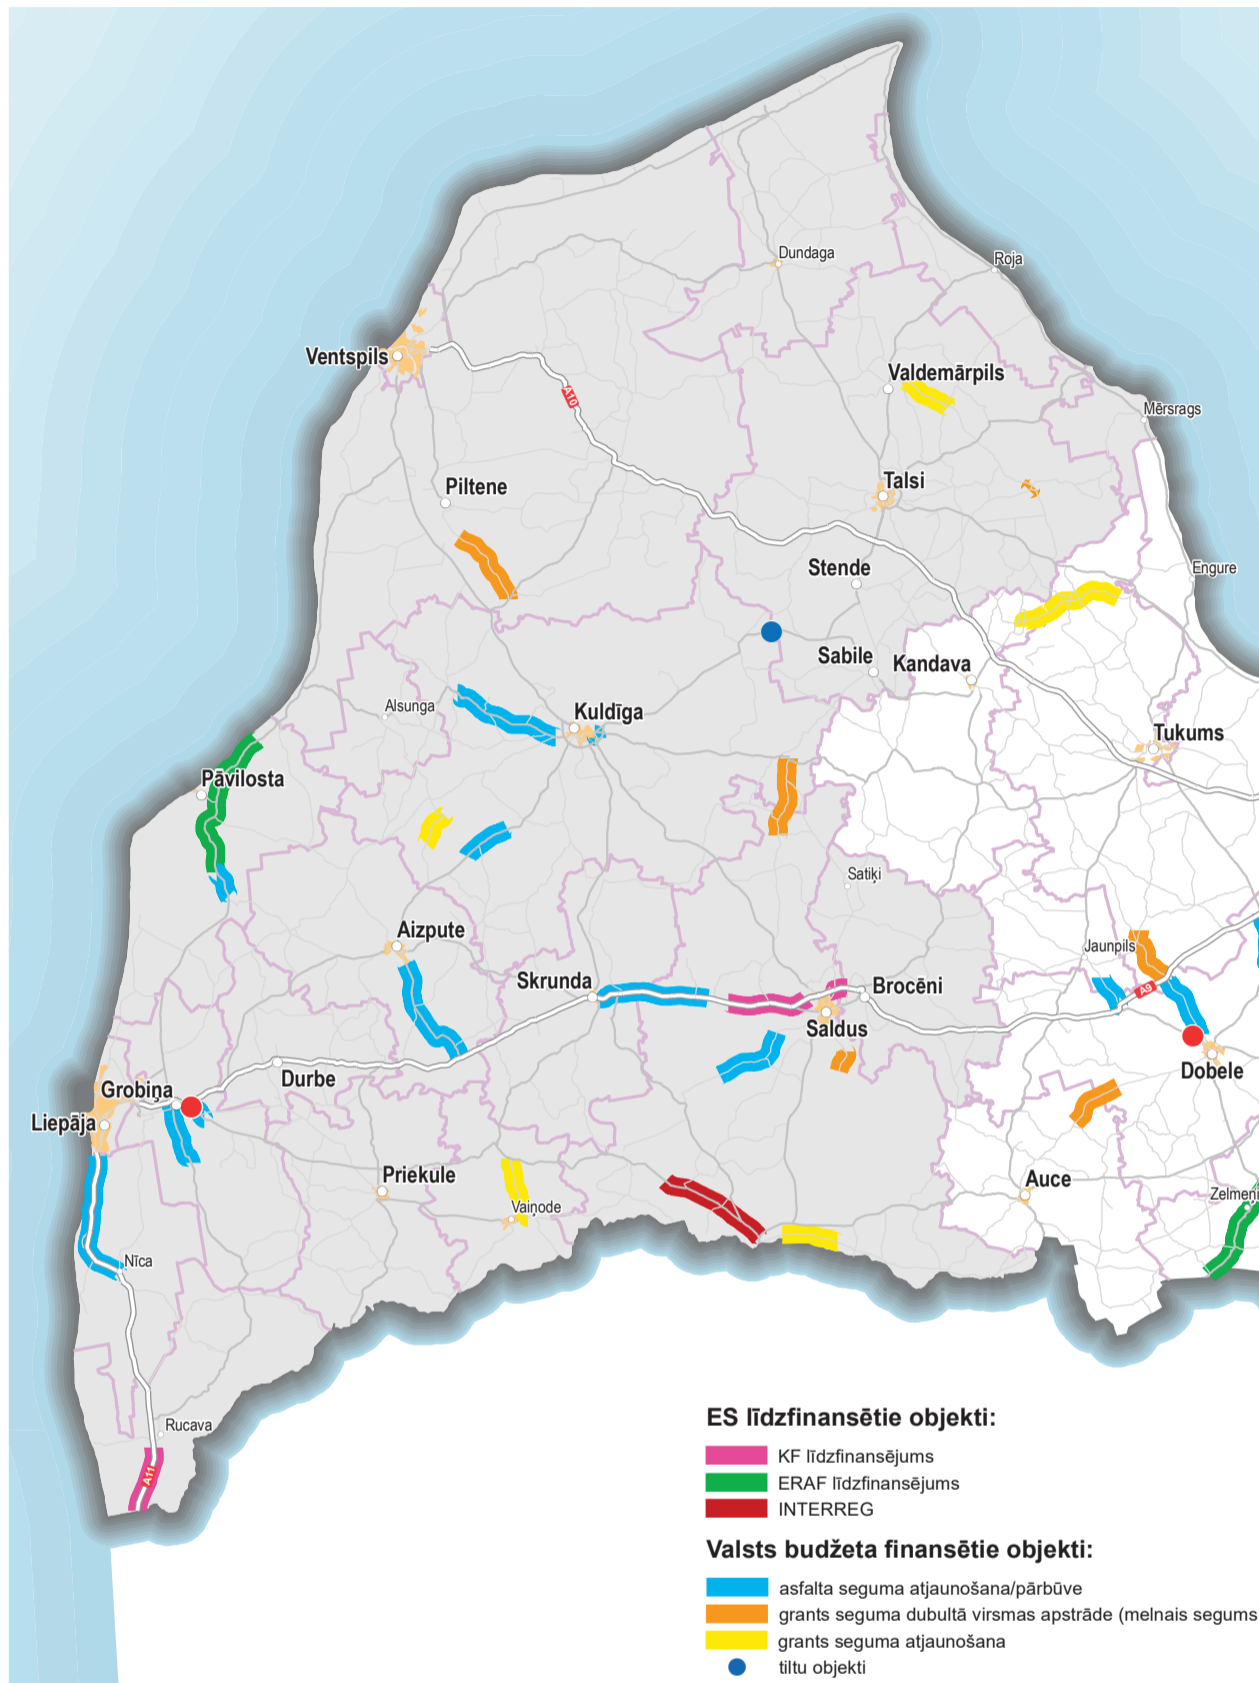 Dundaga
Roja
Ventspils
Valdemārpils
A10
Mērsrags
Piltene
Talsi
Stende
Engure
Sabile
Kandava
Alsunga
Kuldīga
Tukums
Pāvilosta
Satiķi
Aizpute
Jaunpils
Skrunda
Brocēni
A9
Saldus
Dobele
Durbe
Grobiņa
Liepāja
Priekule
Auce
Vaiņode
Zelmeņi
Nīca
Rucava
A11
ES līdzfinansētie objekti:
KF līdzfinansējums
ERAF līdzfinansējums
INTERREG
Valsts budžeta finansētie objekti:
asfalta seguma atjaunošana/pārbūve
grants seguma dubultā virsmas apstrāde (melnais segums
grants seguma atjaunošana
tiltu objekti